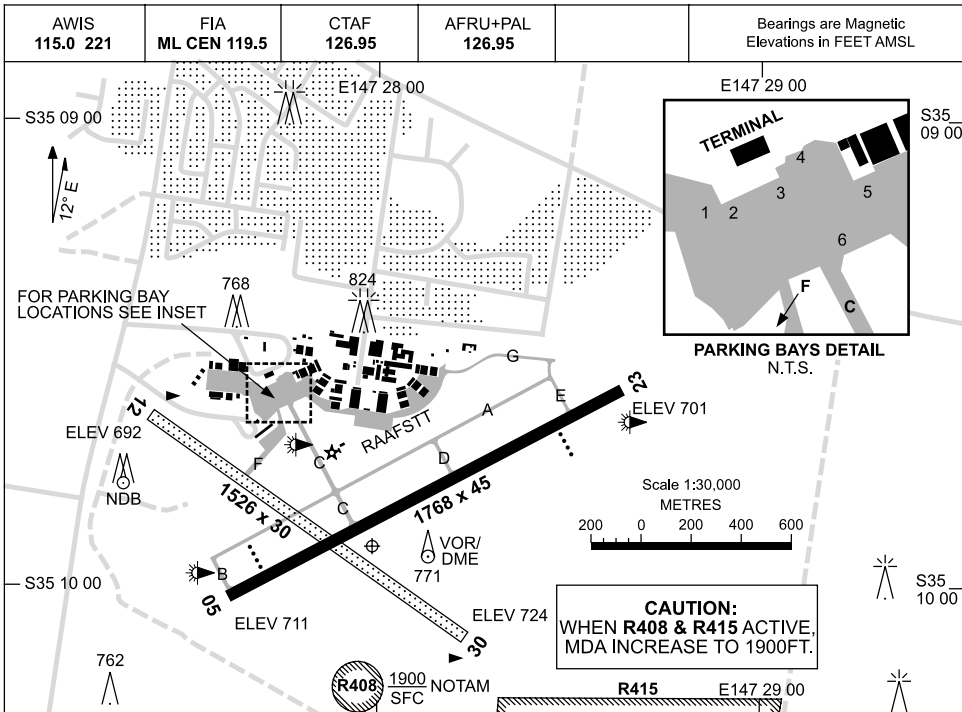 AWIS
115.0 221
FIA
ML CEN 119.5
CTAF
126.95
AFRU+PAL
126.95
Bearings are Magnetic
Elevations in FEET AMSL
E147 28 00
E147 29 00
S35 09 00
S35
09 00
12° E
TERMINAL
1
2
3
4
5
6
F
C
PARKING BAYS DETAIL
N.T.S.
FOR PARKING BAY
LOCATIONS SEE INSET
768
824
G
E
A
23
ELEV 701
12
ELEV 692
RAAFSTT
NDB
F
C
D
C
1526 x 30
1768 x 45
Scale 1:30,000
METRES
200 0 200 400 600
VOR/
DME
771
B
S35 10 00
S35
10 00
05
ELEV 711
ELEV 724
30
CAUTION:
WHEN R408 & R415 ACTIVE,
MDA INCREASE TO 1900FT.
762
R408
1900
SFC
NOTAM
R415
E147 29 00